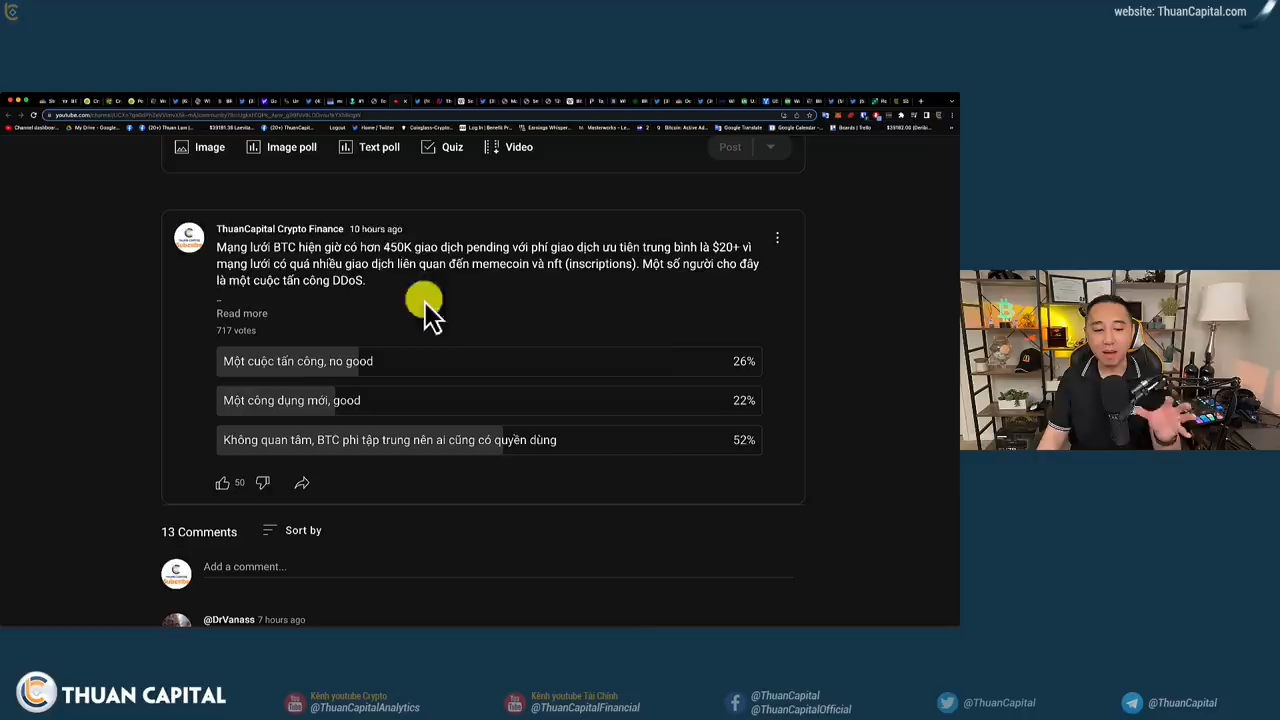 website: ThuanCapital.com
Image
Image poll
Text poll
Quiz
Video
Post
ThuanCapital Crypto Finance 10 hours ago
Mạng lưới BTC hiện giờ có hơn 450K giao dịch pending với phí giao dịch ưu tiên trung bình là $20+ vì
mạng lưới có quá nhiều giao dịch liên quan đến memecoin và nft (inscriptions). Một số người cho đây
là một cuộc tấn công DDoS.
..
Read more
717 votes
Một cuộc tấn công, no good 26%
Một công dụng mới, good 22%
Không quan tâm, BTC phi tập trung nên ai cũng có quyền dùng 52%
50
13 Comments
Sort by
Add a comment...
@DrVanass 7 hours ago
THUAN CAPITAL
Kênh youtube Crypto
@ThuanCapitalAnalytics
Kênh youtube Tài Chính
@ThuanCapitalFinancial
@ThuanCapital
@ThuanCapitalOfficial
@ThuanCapital
@ThuanCapital